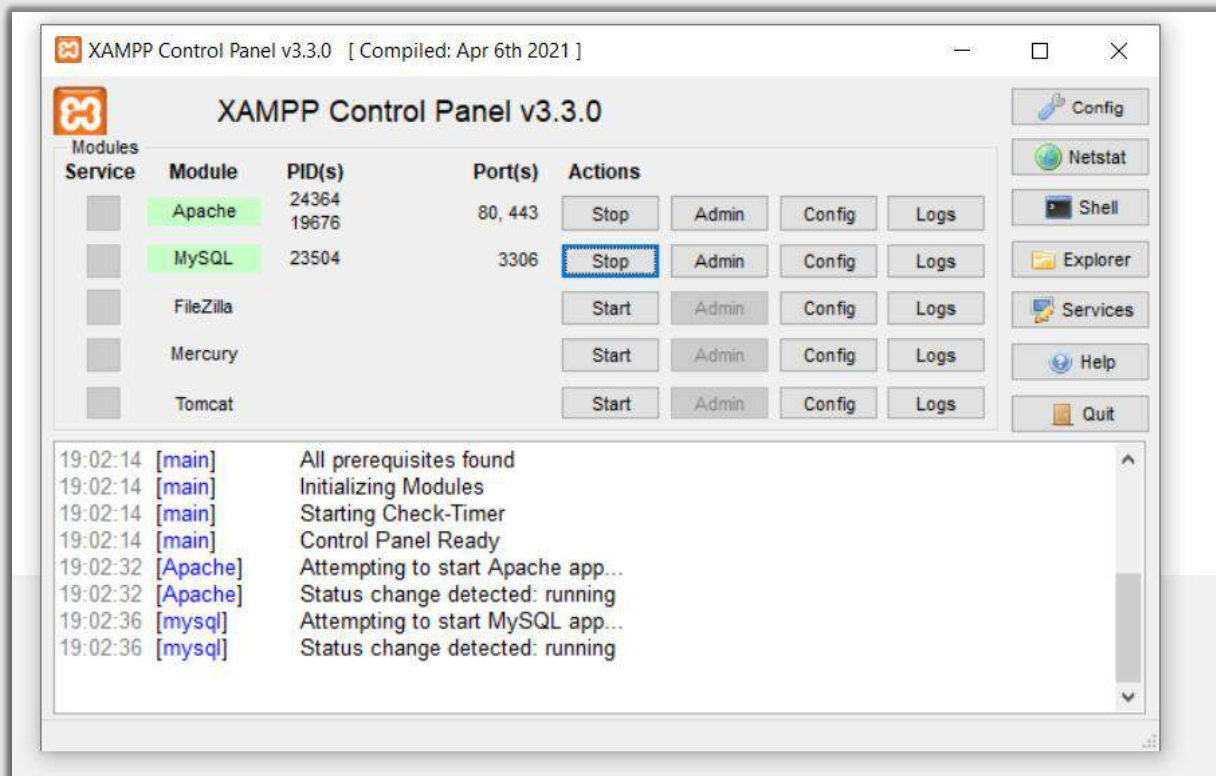 XAMPP Control Panel v3.3.0 [ Compiled: Apr 6th 2021 ]
XAMPP Control Panel v3.3.0
Config
Modules
Service Module PID(s) Port(s) Actions
Netstat
Apache 24364 19676 80, 443 Stop Admin Config Logs
Shell
MySQL 23504 3306 Stop Admin Config Logs
Explorer
FileZilla Start Admin Config Logs
Services
Mercury Start Admin Config Logs
Help
Tomcat Start Admin Config Logs
Quit
19:02:14 [main] All prerequisites found
19:02:14 [main] Initializing Modules
19:02:14 [main] Starting Check-Timer
19:02:14 [main] Control Panel Ready
19:02:32 [Apache] Attempting to start Apache app...
19:02:32 [Apache] Status change detected: running
19:02:36 [mysql] Attempting to start MySQL app...
19:02:36 [mysql] Status change detected: running